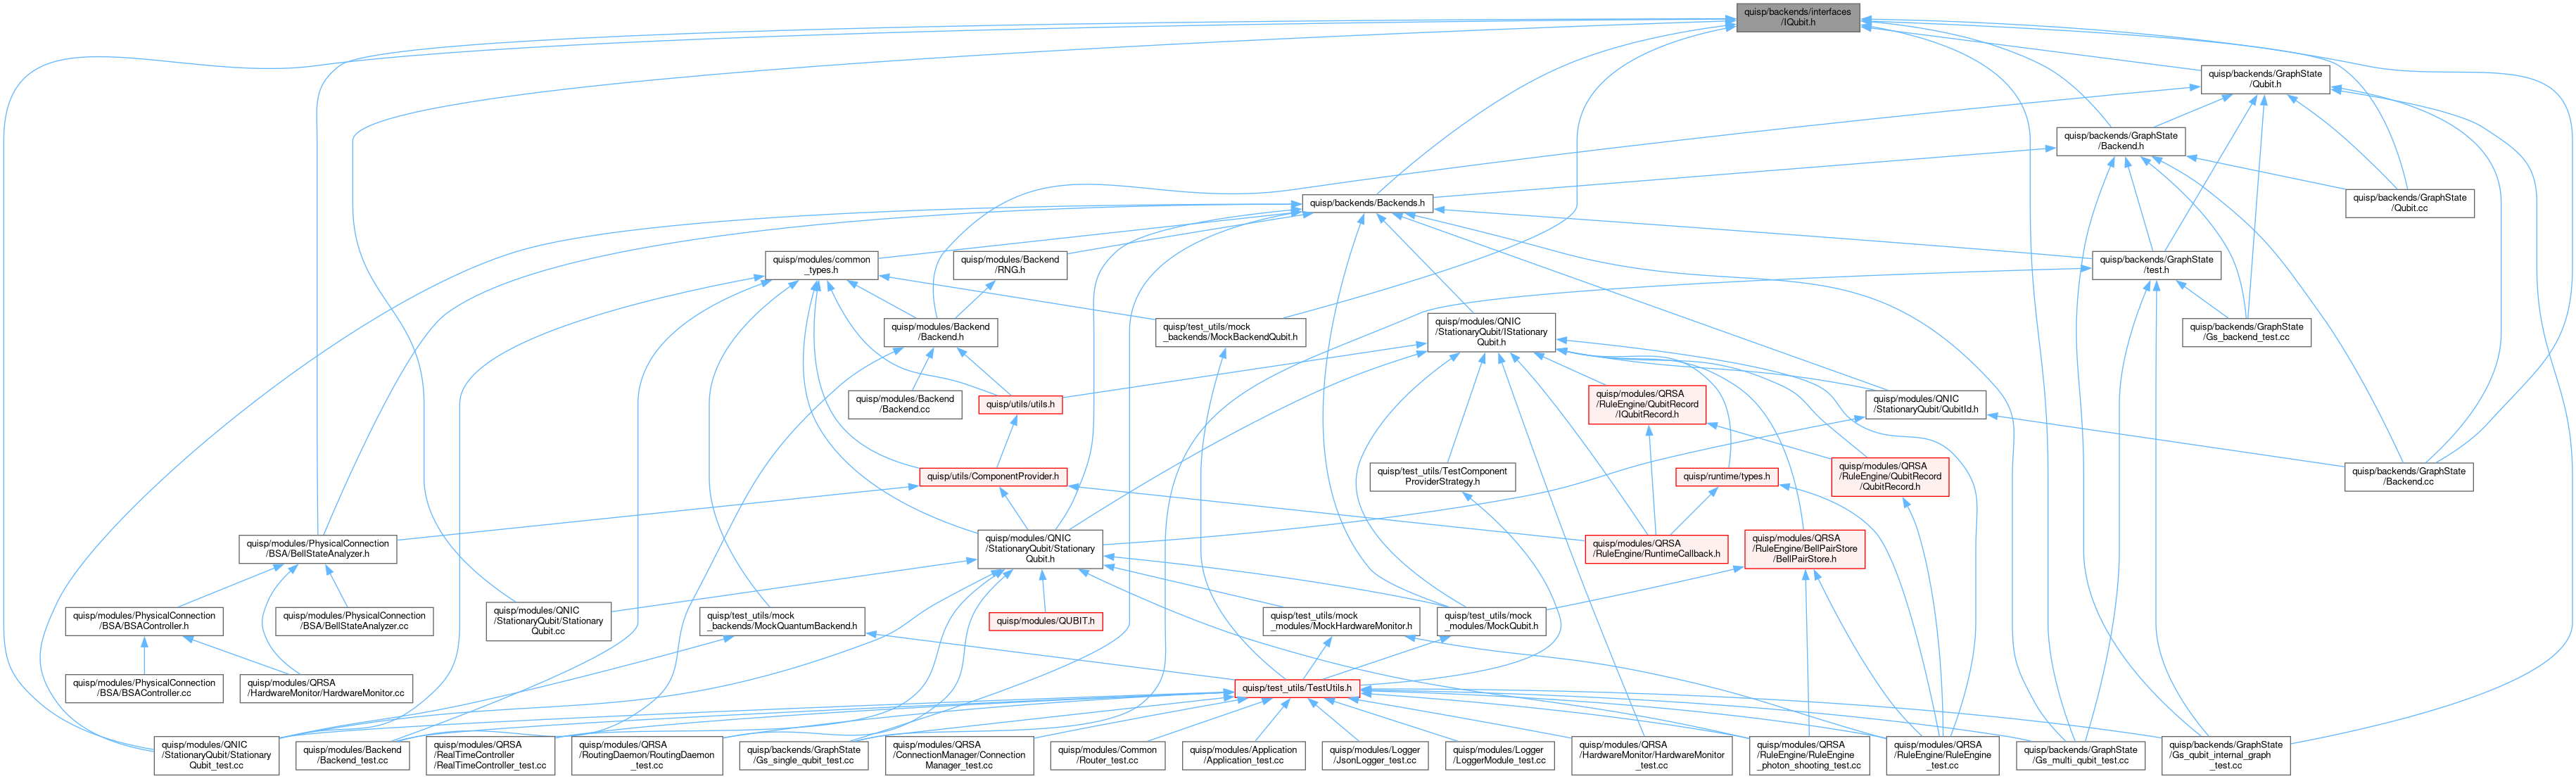 quisp/backends/interfaces
/IQubit.h
quisp/backends/GraphState
/Qubit.h
quisp/backends/GraphState
/Backend.h
quisp/backends/Backends.h
quisp/backends/GraphState
/Qubit.cc
quisp/modules/common
_types.h
quisp/modules/Backend
/RNG.h
quisp/backends/GraphState
/test.h
quisp/modules/Backend
/Backend.h
quisp/test_utils/mock
_backends/MockBackendQubit.h
quisp/modules/QNIC
/StationaryQubit/IStationary
Qubit.h
quisp/backends/GraphState
/Gs_backend_test.cc
quisp/modules/Backend
/Backend.cc
quisp/utils/utils.h
quisp/modules/QRSA
/RuleEngine/QubitRecord
/IQubitRecord.h
quisp/modules/QNIC
/StationaryQubit/QubitId.h
quisp/utils/ComponentProvider.h
quisp/test_utils/TestComponent
ProviderStrategy.h
quisp/runtime/types.h
quisp/modules/QRSA
/RuleEngine/QubitRecord
/QubitRecord.h
quisp/backends/GraphState
/Backend.cc
quisp/modules/PhysicalConnection
/BSA/BellStateAnalyzer.h
quisp/modules/QNIC
/StationaryQubit/Stationary
Qubit.h
quisp/modules/QRSA
/RuleEngine/RuntimeCallback.h
quisp/modules/QRSA
/RuleEngine/BellPairStore
/BellPairStore.h
quisp/modules/PhysicalConnection
/BSA/BSAController.h
quisp/modules/PhysicalConnection
/BSA/BellStateAnalyzer.cc
quisp/modules/QNIC
/StationaryQubit/Stationary
Qubit.cc
quisp/test_utils/mock
_backends/MockQuantumBackend.h
quisp/modules/QUBIT.h
quisp/test_utils/mock
_modules/MockHardwareMonitor.h
quisp/test_utils/mock
_modules/MockQubit.h
quisp/modules/PhysicalConnection
/BSA/BSAController.cc
quisp/modules/QRSA
/HardwareMonitor/HardwareMonitor.cc
quisp/test_utils/TestUtils.h
quisp/modules/QNIC
/StationaryQubit/Stationary
Qubit_test.cc
quisp/modules/Backend
/Backend_test.cc
quisp/modules/QRSA
/RealTimeController
/RealTimeController_test.cc
quisp/modules/QRSA
/RoutingDaemon/RoutingDaemon
_test.cc
quisp/backends/GraphState
/Gs_single_qubit_test.cc
quisp/modules/QRSA
/ConnectionManager/Connection
Manager_test.cc
quisp/modules/Common
/Router_test.cc
quisp/modules/Application
/Application_test.cc
quisp/modules/Logger
/JsonLogger_test.cc
quisp/modules/Logger
/LoggerModule_test.cc
quisp/modules/QRSA
/HardwareMonitor/HardwareMonitor
_test.cc
quisp/modules/QRSA
/RuleEngine/RuleEngine
_photon_shooting_test.cc
quisp/modules/QRSA
/RuleEngine/RuleEngine
_test.cc
quisp/backends/GraphState
/Gs_multi_qubit_test.cc
quisp/backends/GraphState
/Gs_qubit_internal_graph
_test.cc